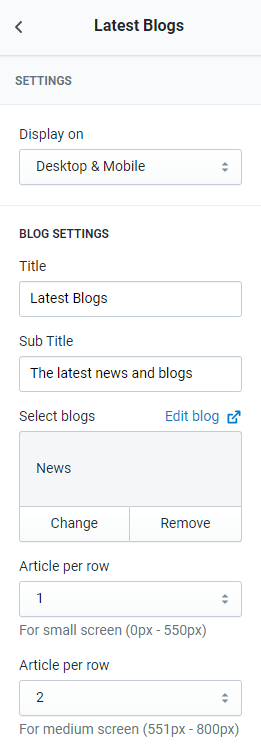 Latest Blogs
SETTINGS
Display on
Desktop & Mobile
BLOG SETTINGS
Title
Latest Blogs
Sub Title
The latest news and blogs
Select blogs Edit blog
News
Change Remove
Article per row
1
For small screen (0px - 550px)
Article per row
2
For medium screen (551px - 800px)